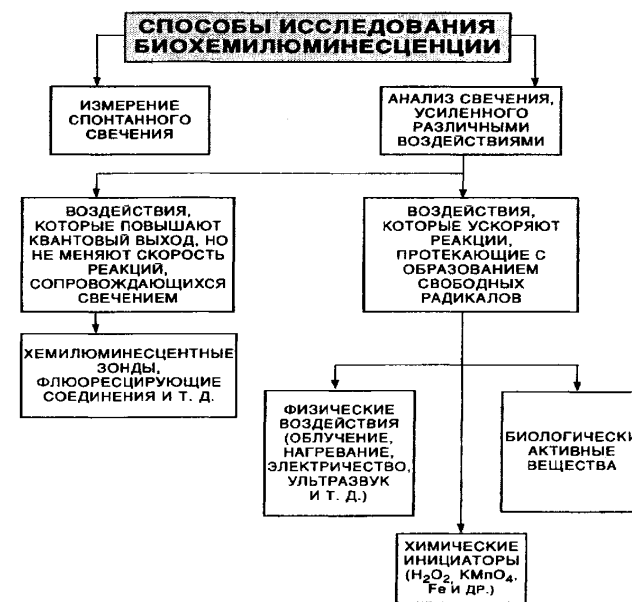 СПОСОБЫ ИССЛЕДОВАНИЯ
БИОХЕМИЛЮМИНЕСЦЕНЦИИ
ИЗМЕРЕНИЕ
СПОНТАННОГО
СВЕЧЕНИЯ
АНАЛИЗ СВЕЧЕНИЯ,
УСИЛЕННОГО
РАЗЛИЧНЫМИ
ВОЗДЕЙСТВИЯМИ
ВОЗДЕЙСТВИЯ,
КОТОРЫЕ ПОВЫШАЮТ
КВАНТОВЫЙ ВЫХОД, НО
НЕ МЕНЯЮТ СКОРОСТЬ
РЕАКЦИЙ,
СОПРОВОЖДАЮЩИХСЯ
СВЕЧЕНИЕМ
ВОЗДЕЙСТВИЯ,
КОТОРЫЕ УСКОРЯЮТ
РЕАКЦИИ,
ПРОТЕКАЮЩИЕ С
ОБРАЗОВАНИЕМ
СВОБОДНЫХ
РАДИКАЛОВ
ХЕМИЛЮМИНЕСЦЕНТНЫЕ
ЗОНДЫ,
ФЛЮОРЕСЦИРУЮЩИЕ
СОЕДИНЕНИЯ И Т. Д.
ФИЗИЧЕСКИЕ
ВОЗДЕЙСТВИЯ
(ОБЛУЧЕНИЕ,
НАГРЕВАНИЕ,
ЭЛЕКТРИЧЕСТВО,
УЛЬТРАЗВУК
И Т. Д.)
БИОЛОГИЧЕСКИ
АКТИВНЫЕ
ВЕЩЕСТВА
ХИМИЧЕСКИЕ
ИНИЦИАТОРЫ
(H₂O₂, KMnO₄,
Fe И ДР.)